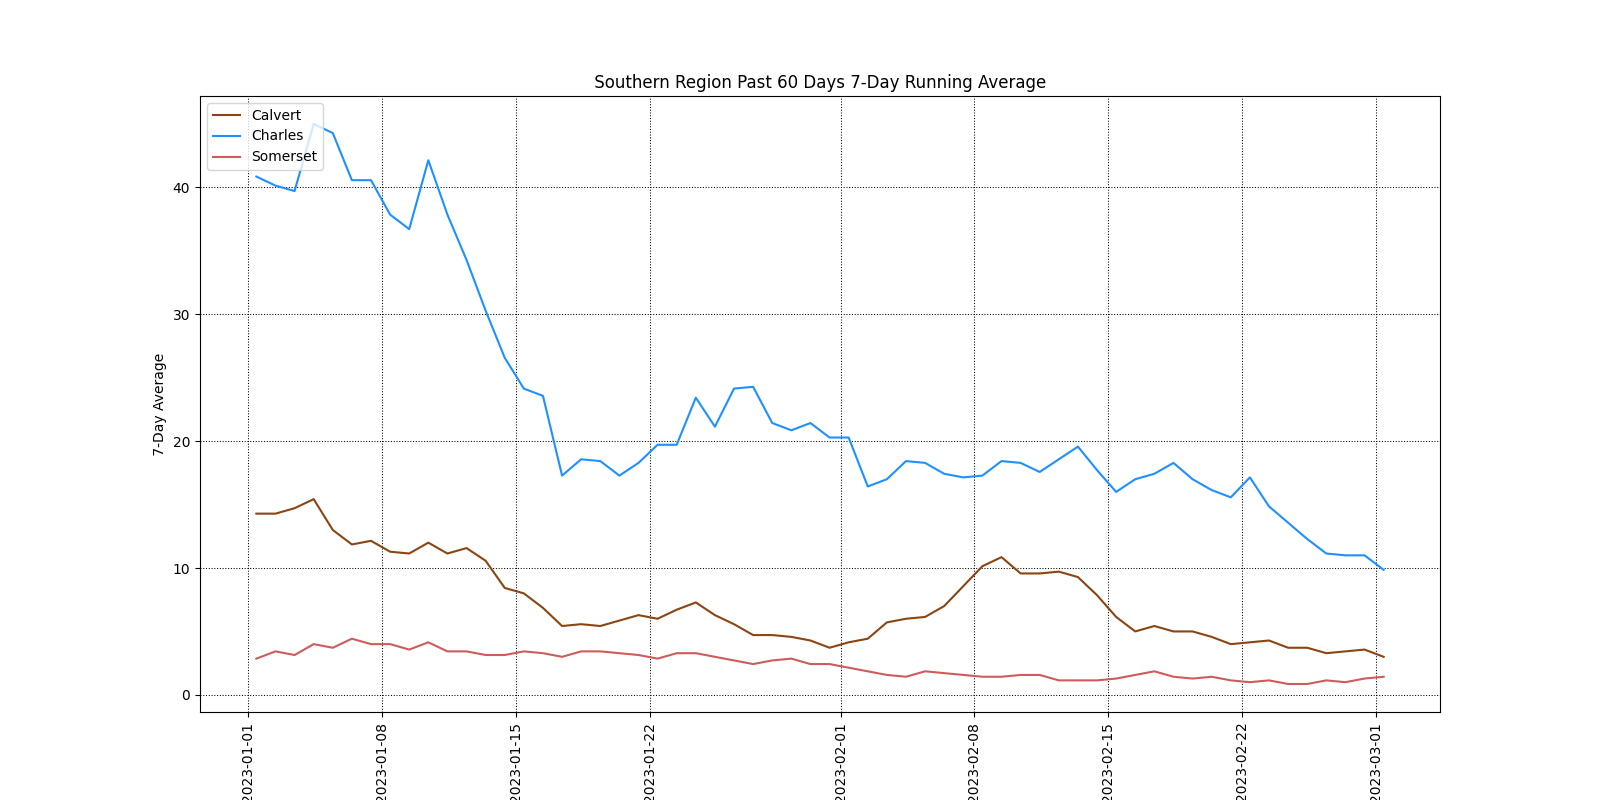 Southern Region Past 60 Days 7-Day Running Average
Calvert
Charles
Somerset
7-Day Average
40
30
20
10
0
2023-01-01
2023-01-08
2023-01-15
2023-01-22
2023-02-01
2023-02-08
2023-02-15
2023-02-22
2023-03-01